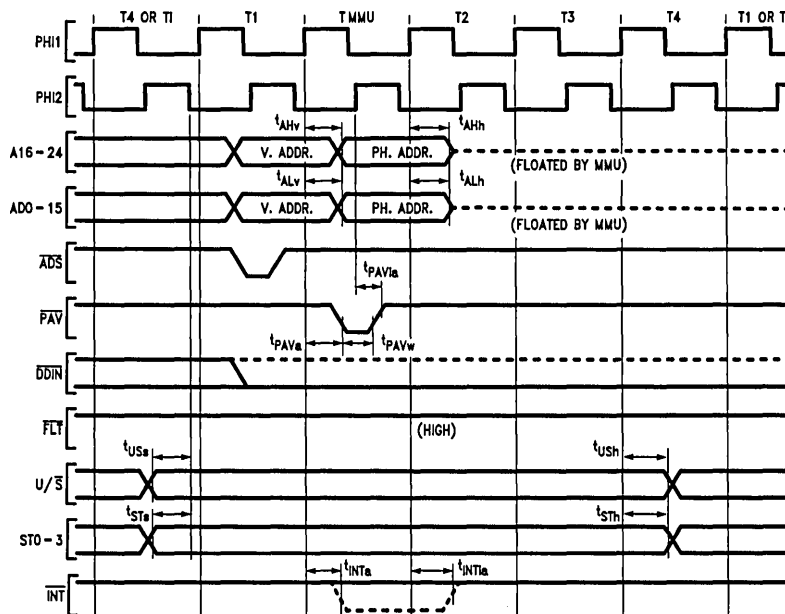 T4 OR TI T1 TMMU T2 T3 T4 T1 OR T
PHI1
PHI2
tAHv tAHh
A16-24 V. ADDR. PH. ADDR. (FLOATED BY MMU)
tALv tALh
AD0-15 V. ADDR. PH. ADDR. (FLOATED BY MMU)
ADS
tPAVIa
PAV
tPAVa tPAVw
DDIN
FLT (HIGH)
tUSs tUSh
U/S
tSTs tSTh
ST0-3
tINTa tINTIa
INT